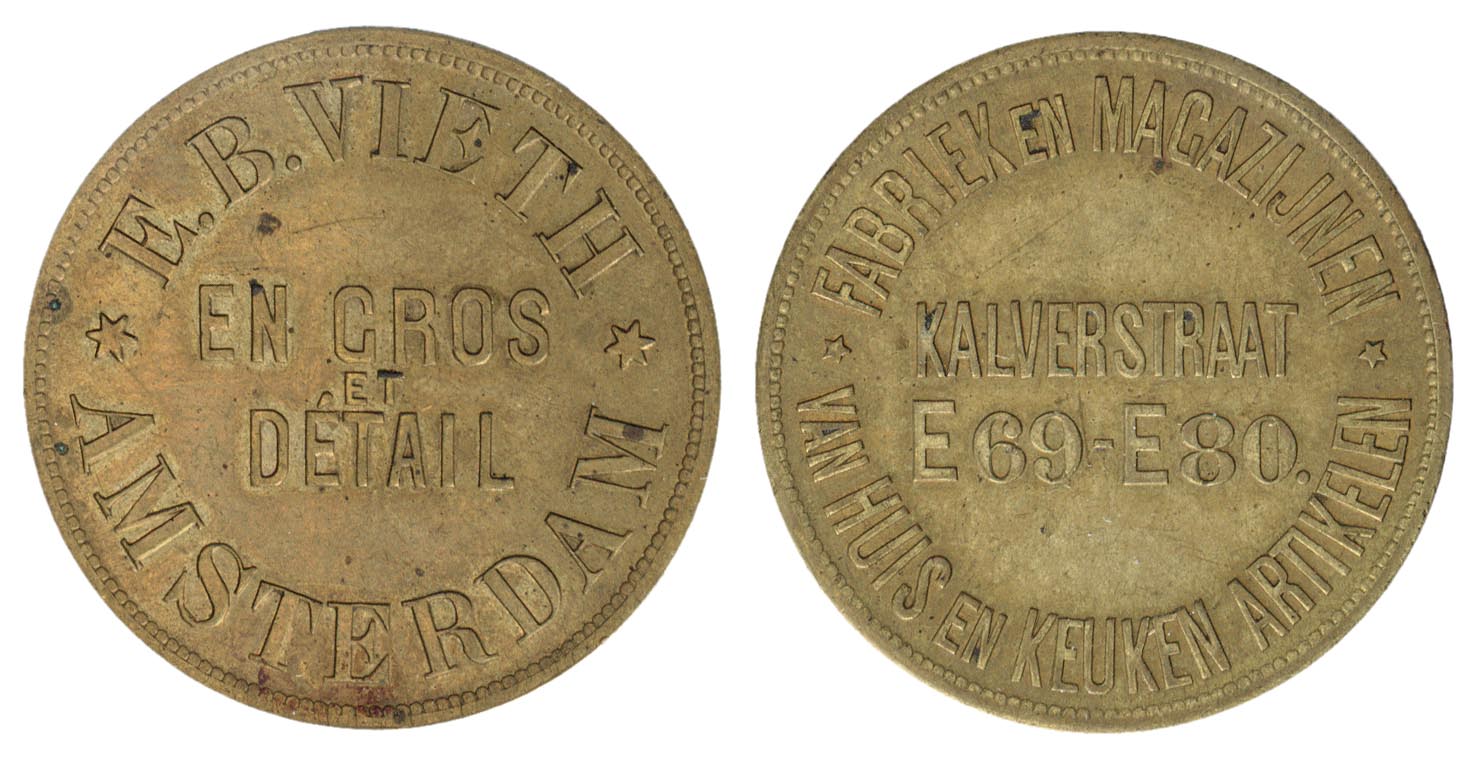 E.B. VIETH
EN GROS
ET
DÉTAIL
AMSTERDAM
FABRIEK EN MAGAZIJNEN
KALVERSTRAAT
E 69-E 80.
VAN HUIS EN KEUKEN ARTIKELEN